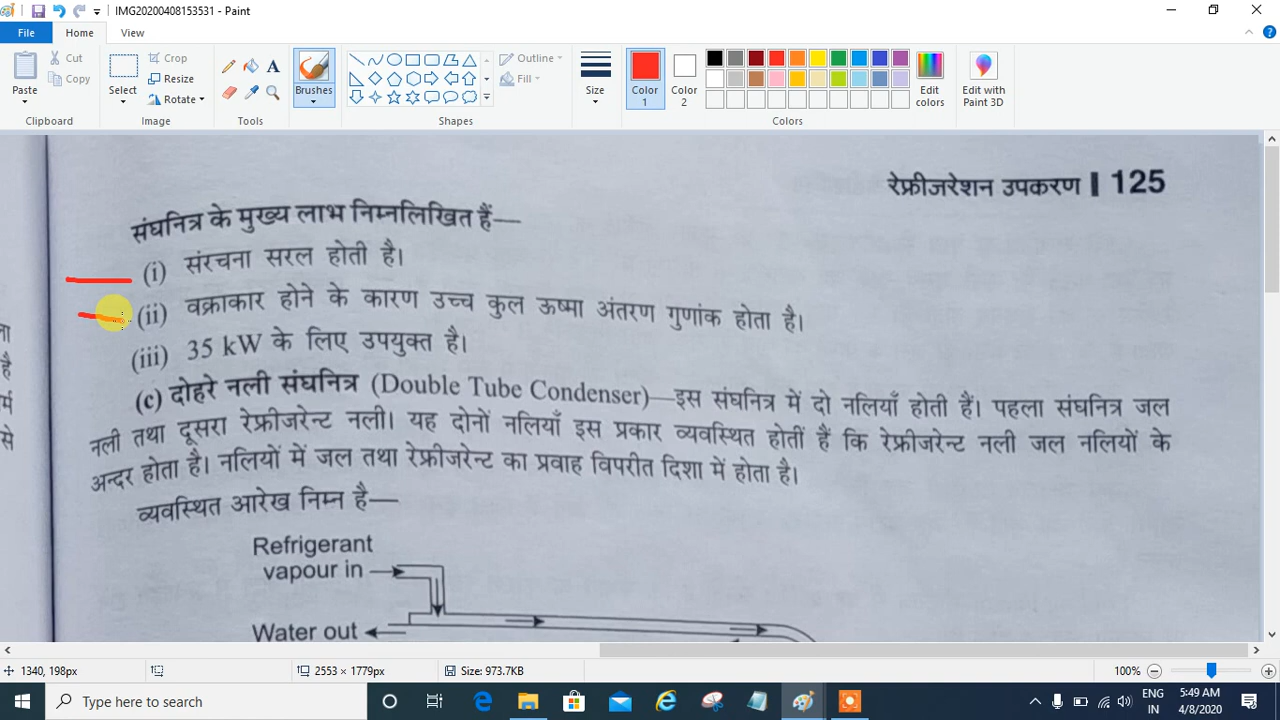 IMG20200408153531 - Paint
File Home View
Paste Cut Copy Clipboard
Select Crop Resize Rotate Image
Tools
Brushes
Shapes Outline Fill
Size
Color 1 Color 2 Colors
Edit colors
Edit with Paint 3D
रेफ्रीजरेशन उपकरण 125
संघनित्र के मुख्य लाभ निम्नलिखित हैं—
(i) संरचना सरल होती है।
(ii) वक्राकार होने के कारण उच्च कुल ऊष्मा अंतरण गुणांक होता है।
(iii) 35 kW के लिए उपयुक्त है।
(c) दोहरे नली संघनित्र (Double Tube Condenser)—इस संघनित्र में दो नलियाँ होती हैं। पहला संघनित्र जल
नली तथा दूसरा रेफ्रीजरेन्ट नली। यह दोनों नलियाँ इस प्रकार व्यवस्थित होतीं हैं कि रेफ्रीजरेन्ट नली जल नलियों के
अन्दर होता है। नलियों में जल तथा रेफ्रीजरेन्ट का प्रवाह विपरीत दिशा में होता है।
व्यवस्थित आरेख निम्न है—
Refrigerant
vapour in
Water out
है
से
1340, 198px 2553 × 1779px Size: 973.7KB 100%
Type here to search
ENG
IN
5:49 AM
4/8/2020